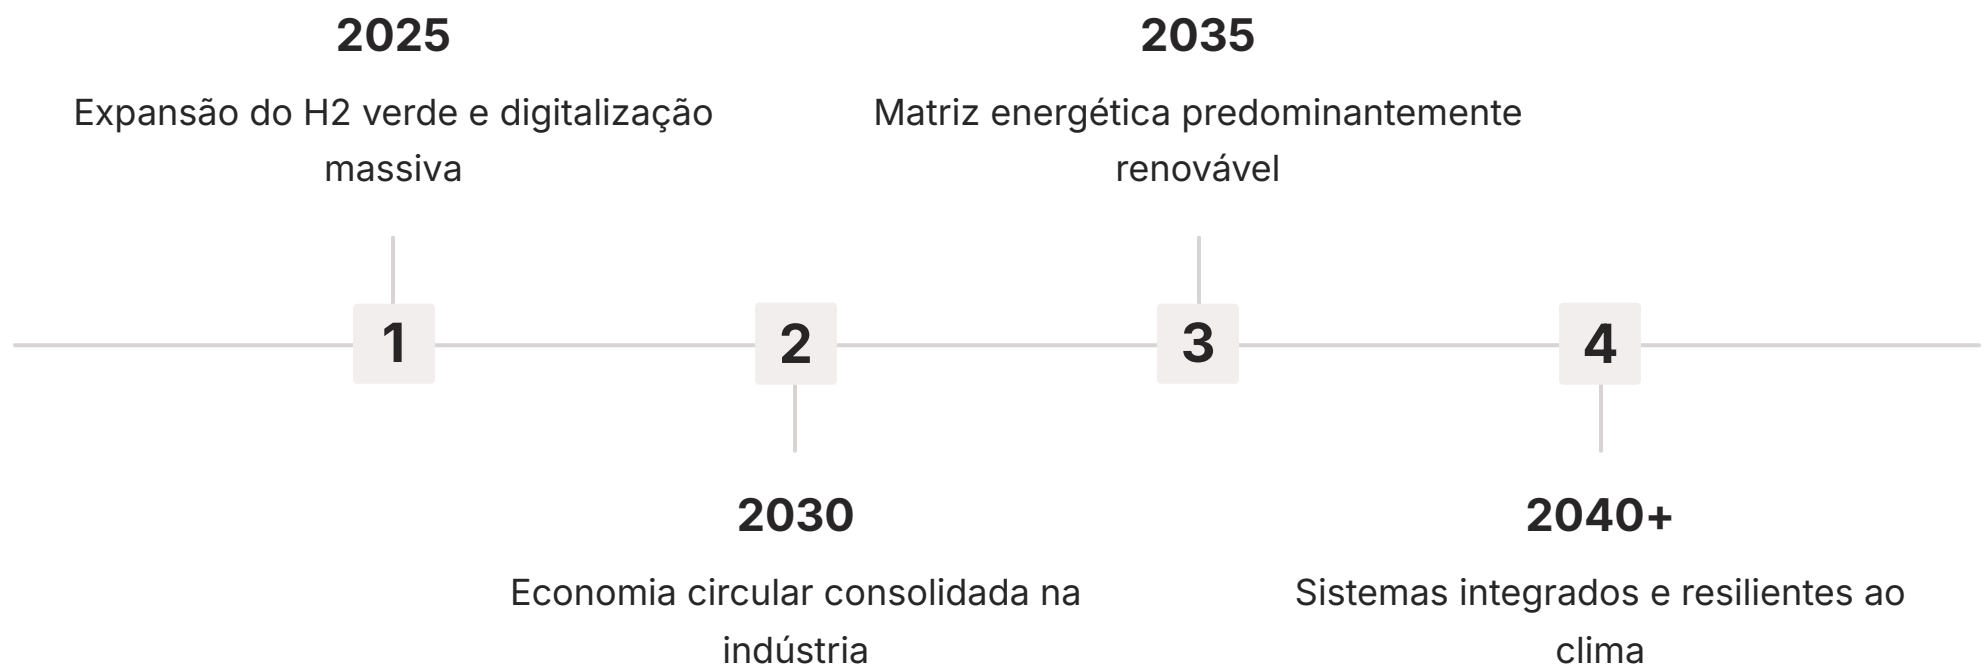 2025
Expansão do H2 verde e digitalização
massiva
2035
Matriz energética predominantemente
renovável
1
2
3
4
2030
Economia circular consolidada na
indústria
2040+
Sistemas integrados e resilientes ao
clima